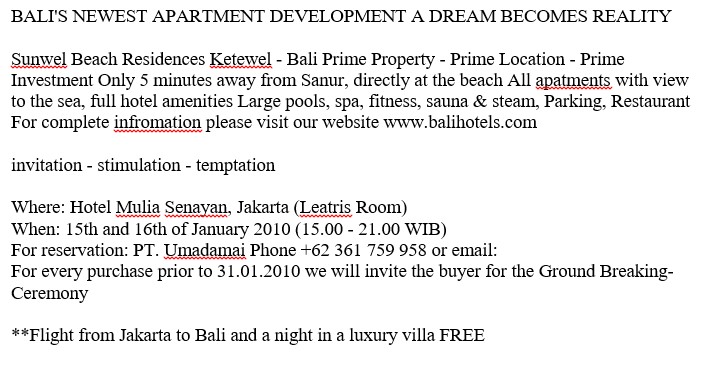 BALI'S NEWEST APARTMENT DEVELOPMENT A DREAM BECOMES REALITY
Sunwel Beach Residences Ketewel - Bali Prime Property - Prime Location - Prime
Investment Only 5 minutes away from Sanur, directly at the beach All apatments with view
to the sea, full hotel amenities Large pools, spa, fitness, sauna & steam, Parking, Restaurant
For complete infromation please visit our website www.balihotels.com
invitation - stimulation - temptation
Where: Hotel Mulia Senayan, Jakarta (Leatris Room)
When: 15th and 16th of January 2010 (15.00 - 21.00 WIB)
For reservation: PT. Umadamai Phone +62 361 759 958 or email:
For every purchase prior to 31.01.2010 we will invite the buyer for the Ground Breaking-
Ceremony
**Flight from Jakarta to Bali and a night in a luxury villa FREE